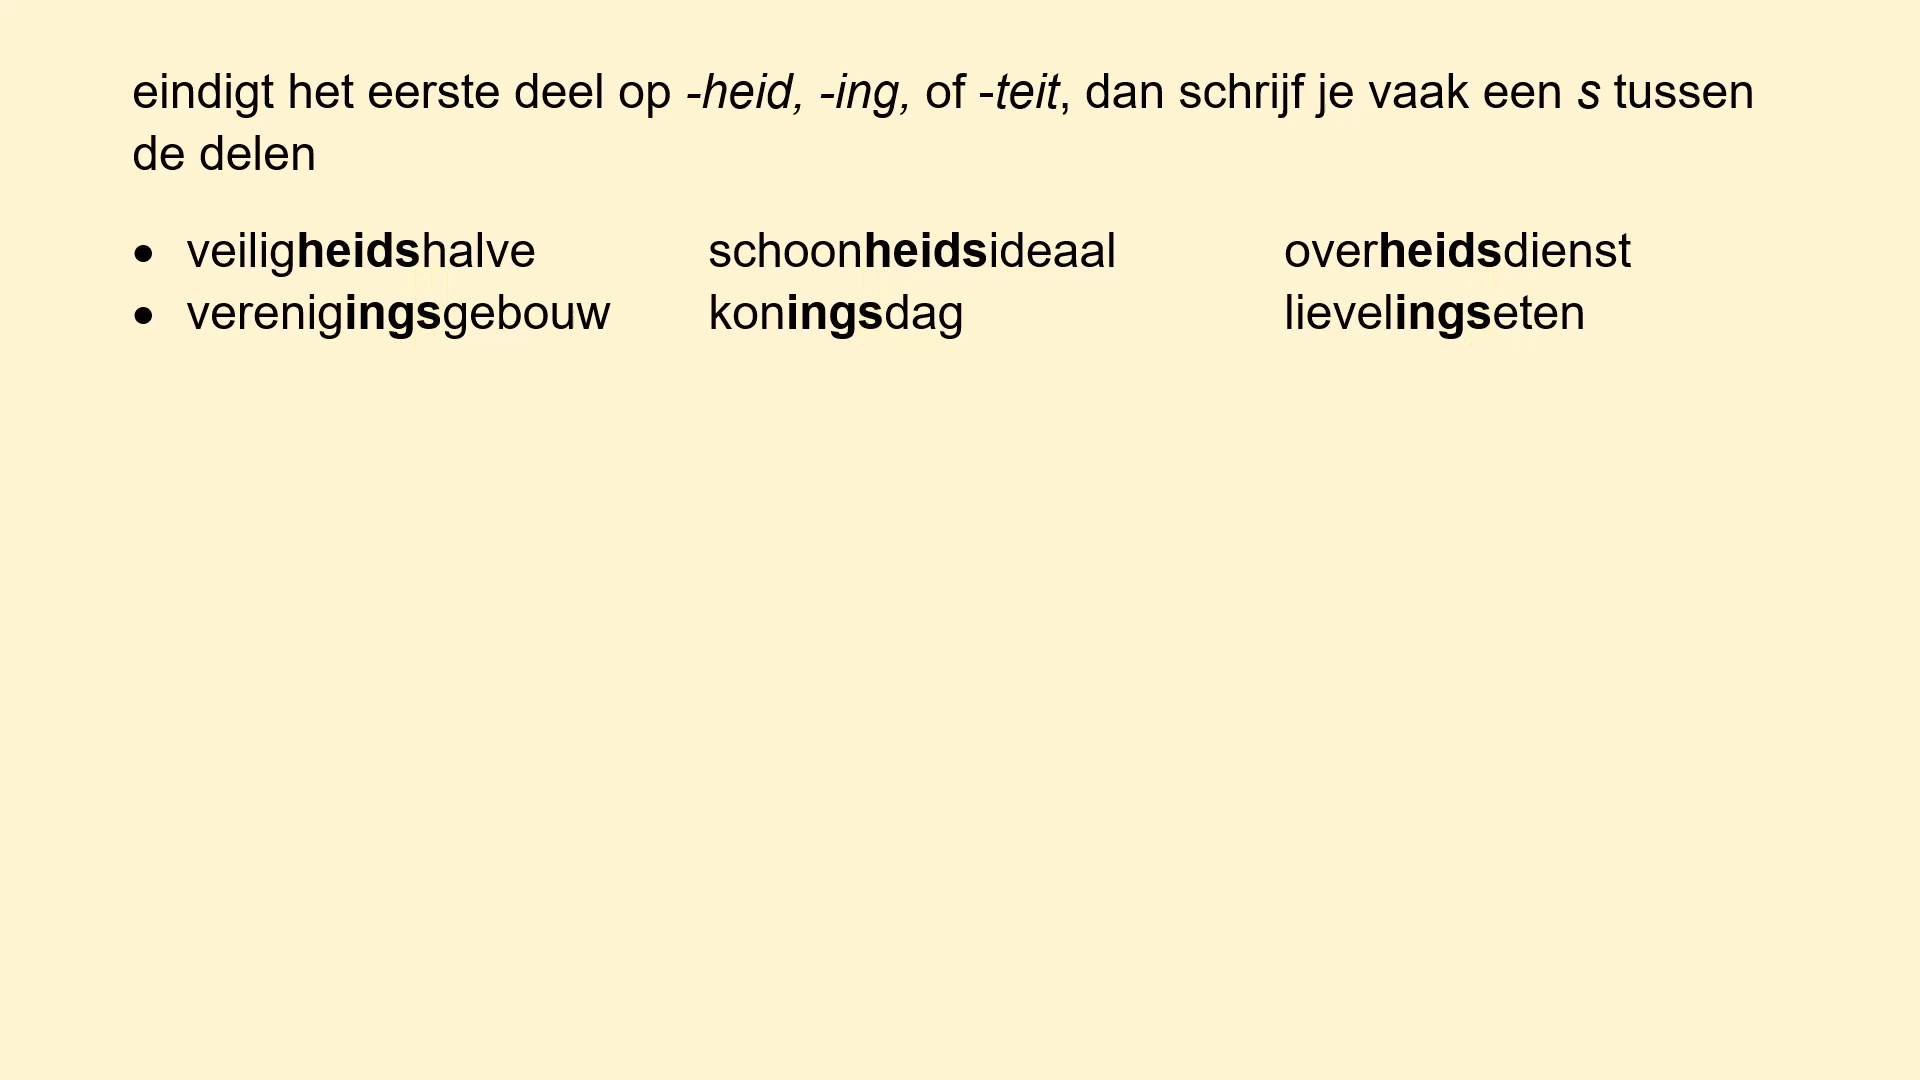 eindigt het eerste deel op -heid, -ing, of -teit, dan schrijf je vaak een s tussen
de delen
● veiligheidshalve schoonheidsideaal overheidsdienst
● verenigingsgebouw koningsdag lievelingseten